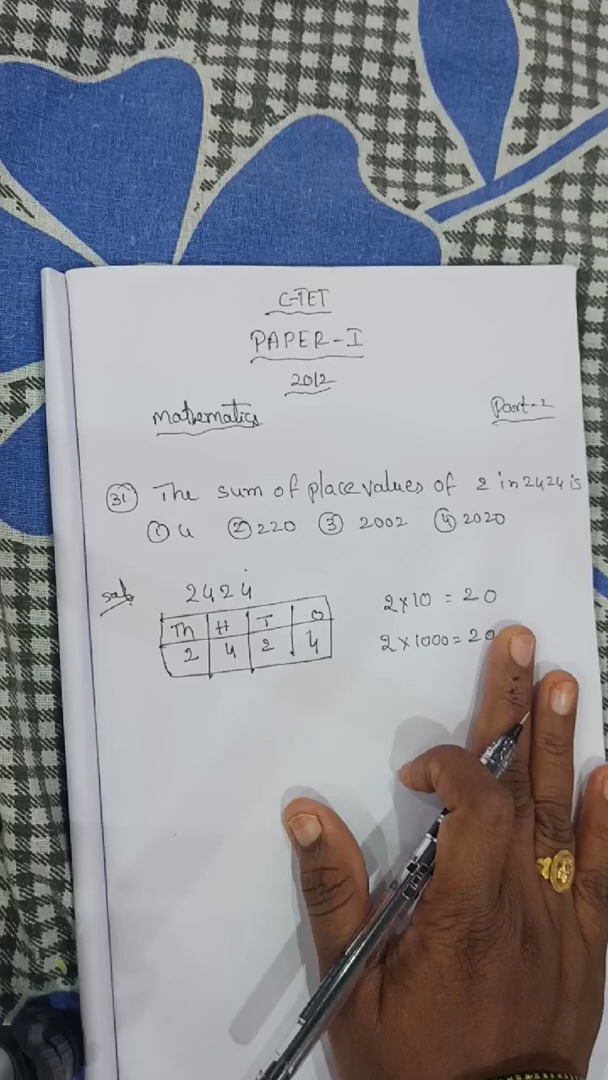 C-TET
PAPER-I
2012
Mathematics
Part-2
31 The sum of place values of 2 in 2424 is
① 4 ② 220 ③ 2002 ④ 2020
Sol.
2424
Th H T O
2 4 2 4
2×10 = 20
2×1000=20